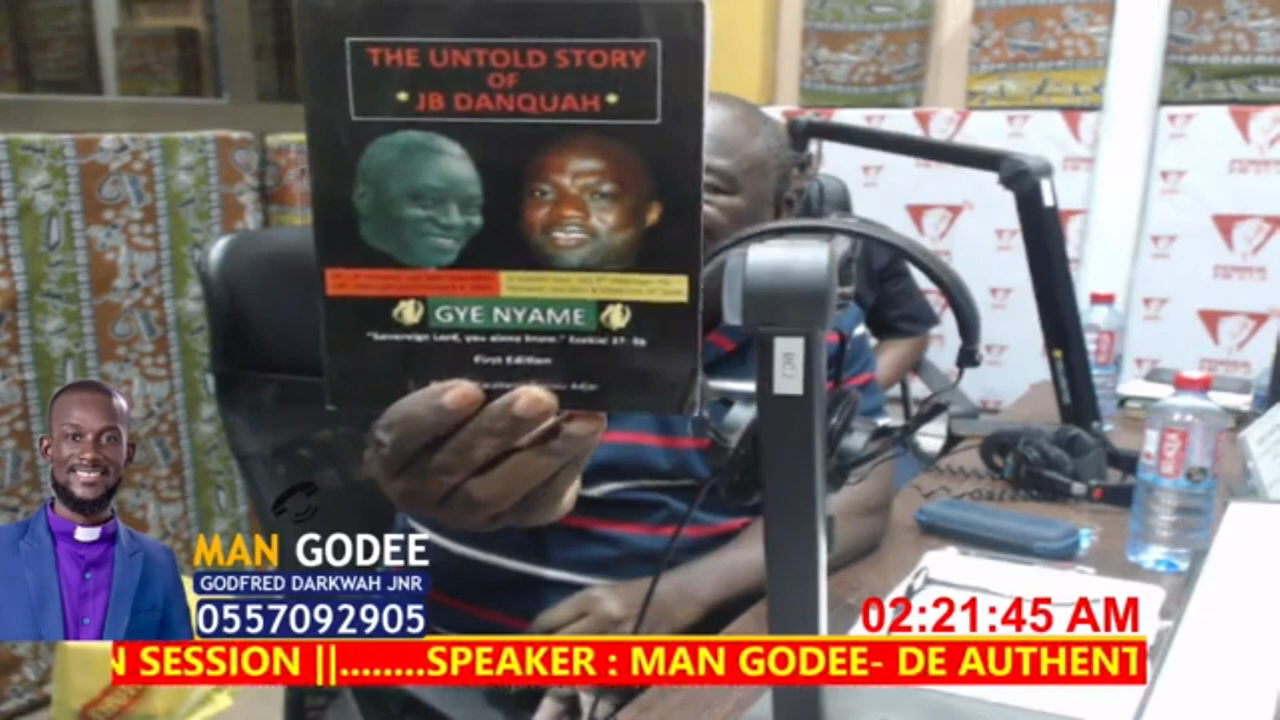 THE UNTOLD STORY
OF
JB DANQUAH
GYE NYAME
"Sovereign Lord, you alone know." Ezekiel 37:
First Edition
MAN GODEE
GODFRED DARKWAH JNR
0557092905
02:21:45 AM
N SESSION ||........SPEAKER : MAN GODEE- DE AUTHENT